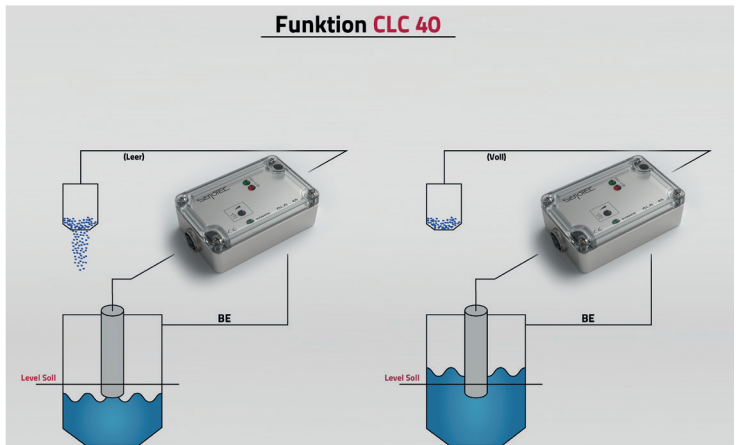 Funktion CLC 40
(Leer)
(Voll)
BE
BE
Level Soll
Level Soll